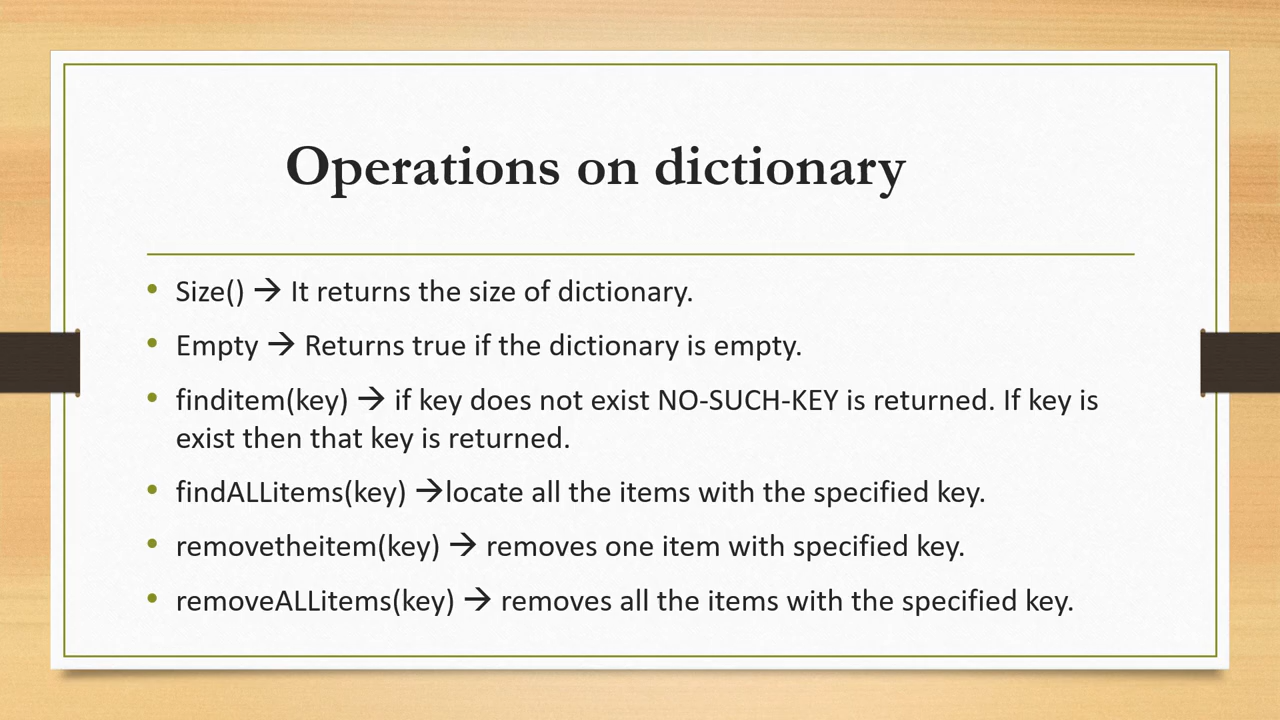 Operations on dictionary
• Size() → It returns the size of dictionary.
• Empty → Returns true if the dictionary is empty.
• finditem(key) → if key does not exist NO-SUCH-KEY is returned. If key is
exist then that key is returned.
• findALLitems(key) →locate all the items with the specified key.
• removetheitem(key) → removes one item with specified key.
• removeALLitems(key) → removes all the items with the specified key.